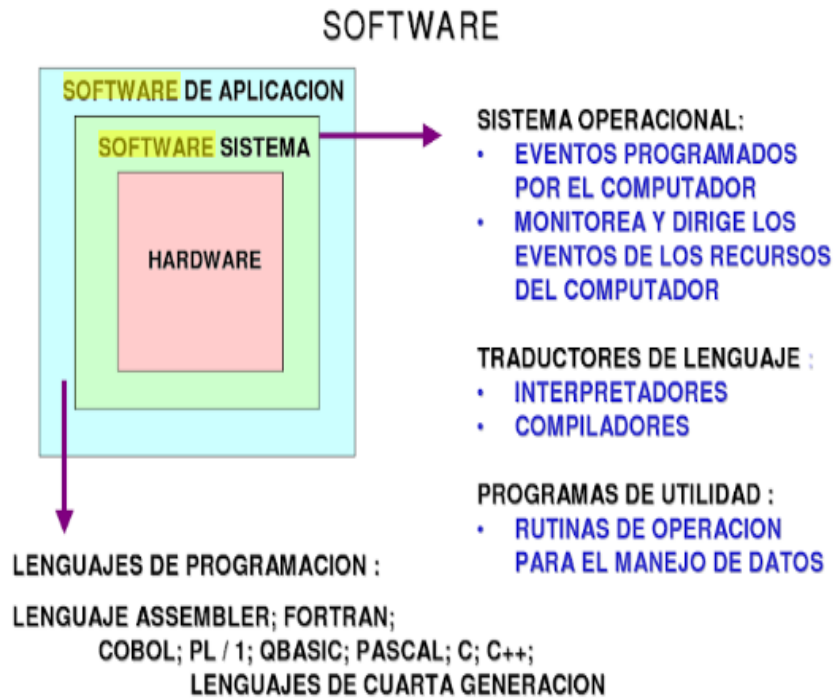 SOFTWARE
SOFTWARE DE APLICACION
SOFTWARE SISTEMA
HARDWARE
SISTEMA OPERACIONAL:
• EVENTOS PROGRAMADOS
POR EL COMPUTADOR
• MONITOREA Y DIRIGE LOS
EVENTOS DE LOS RECURSOS
DEL COMPUTADOR
TRADUCTORES DE LENGUAJE :
• INTERPRETADORES
• COMPILADORES
PROGRAMAS DE UTILIDAD :
• RUTINAS DE OPERACION
PARA EL MANEJO DE DATOS
LENGUAJES DE PROGRAMACION :
LENGUAJE ASSEMBLER; FORTRAN;
COBOL; PL / 1; QBASIC; PASCAL; C; C++;
LENGUAJES DE CUARTA GENERACION